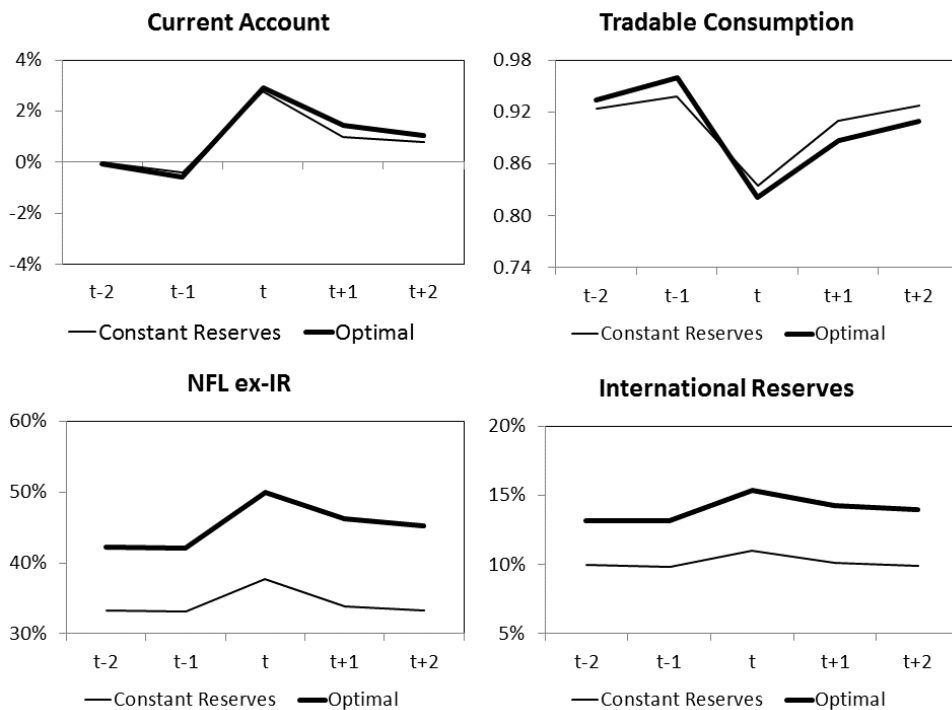 Current Account
4%
2%
0%
-2%
-4%
t-2 t-1 t t+1 t+2
Constant Reserves Optimal
Tradable Consumption
0.98
0.92
0.86
0.80
0.74
t-2 t-1 t t+1 t+2
Constant Reserves Optimal
NFL ex-IR
60%
50%
40%
30%
t-2 t-1 t t+1 t+2
Constant Reserves Optimal
International Reserves
20%
15%
10%
5%
t-2 t-1 t t+1 t+2
Constant Reserves Optimal